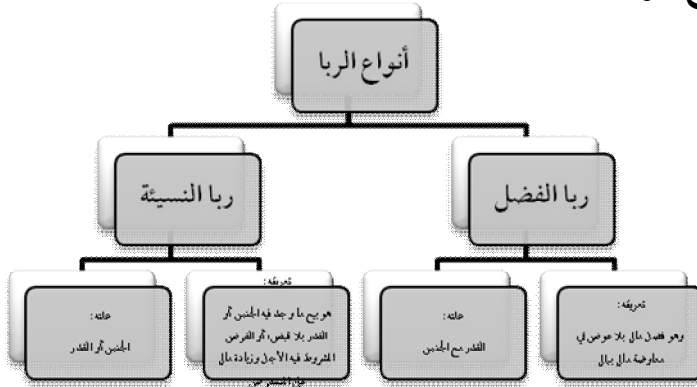 أنواع الربا
ربا الفضل
ربا النسيئة
تعريفه:
وهو فضل مال بلا عوض في
معاوضة مال بمال
علته:
القدر مع الجنس
تعريفه:
هو بيع ما وجد فيه الجنس أو
القدر بلا قبض، أو القرض
المشروط فيه الأجل وزيادة مال
على المستقرض
علته:
الجنس أو القدر